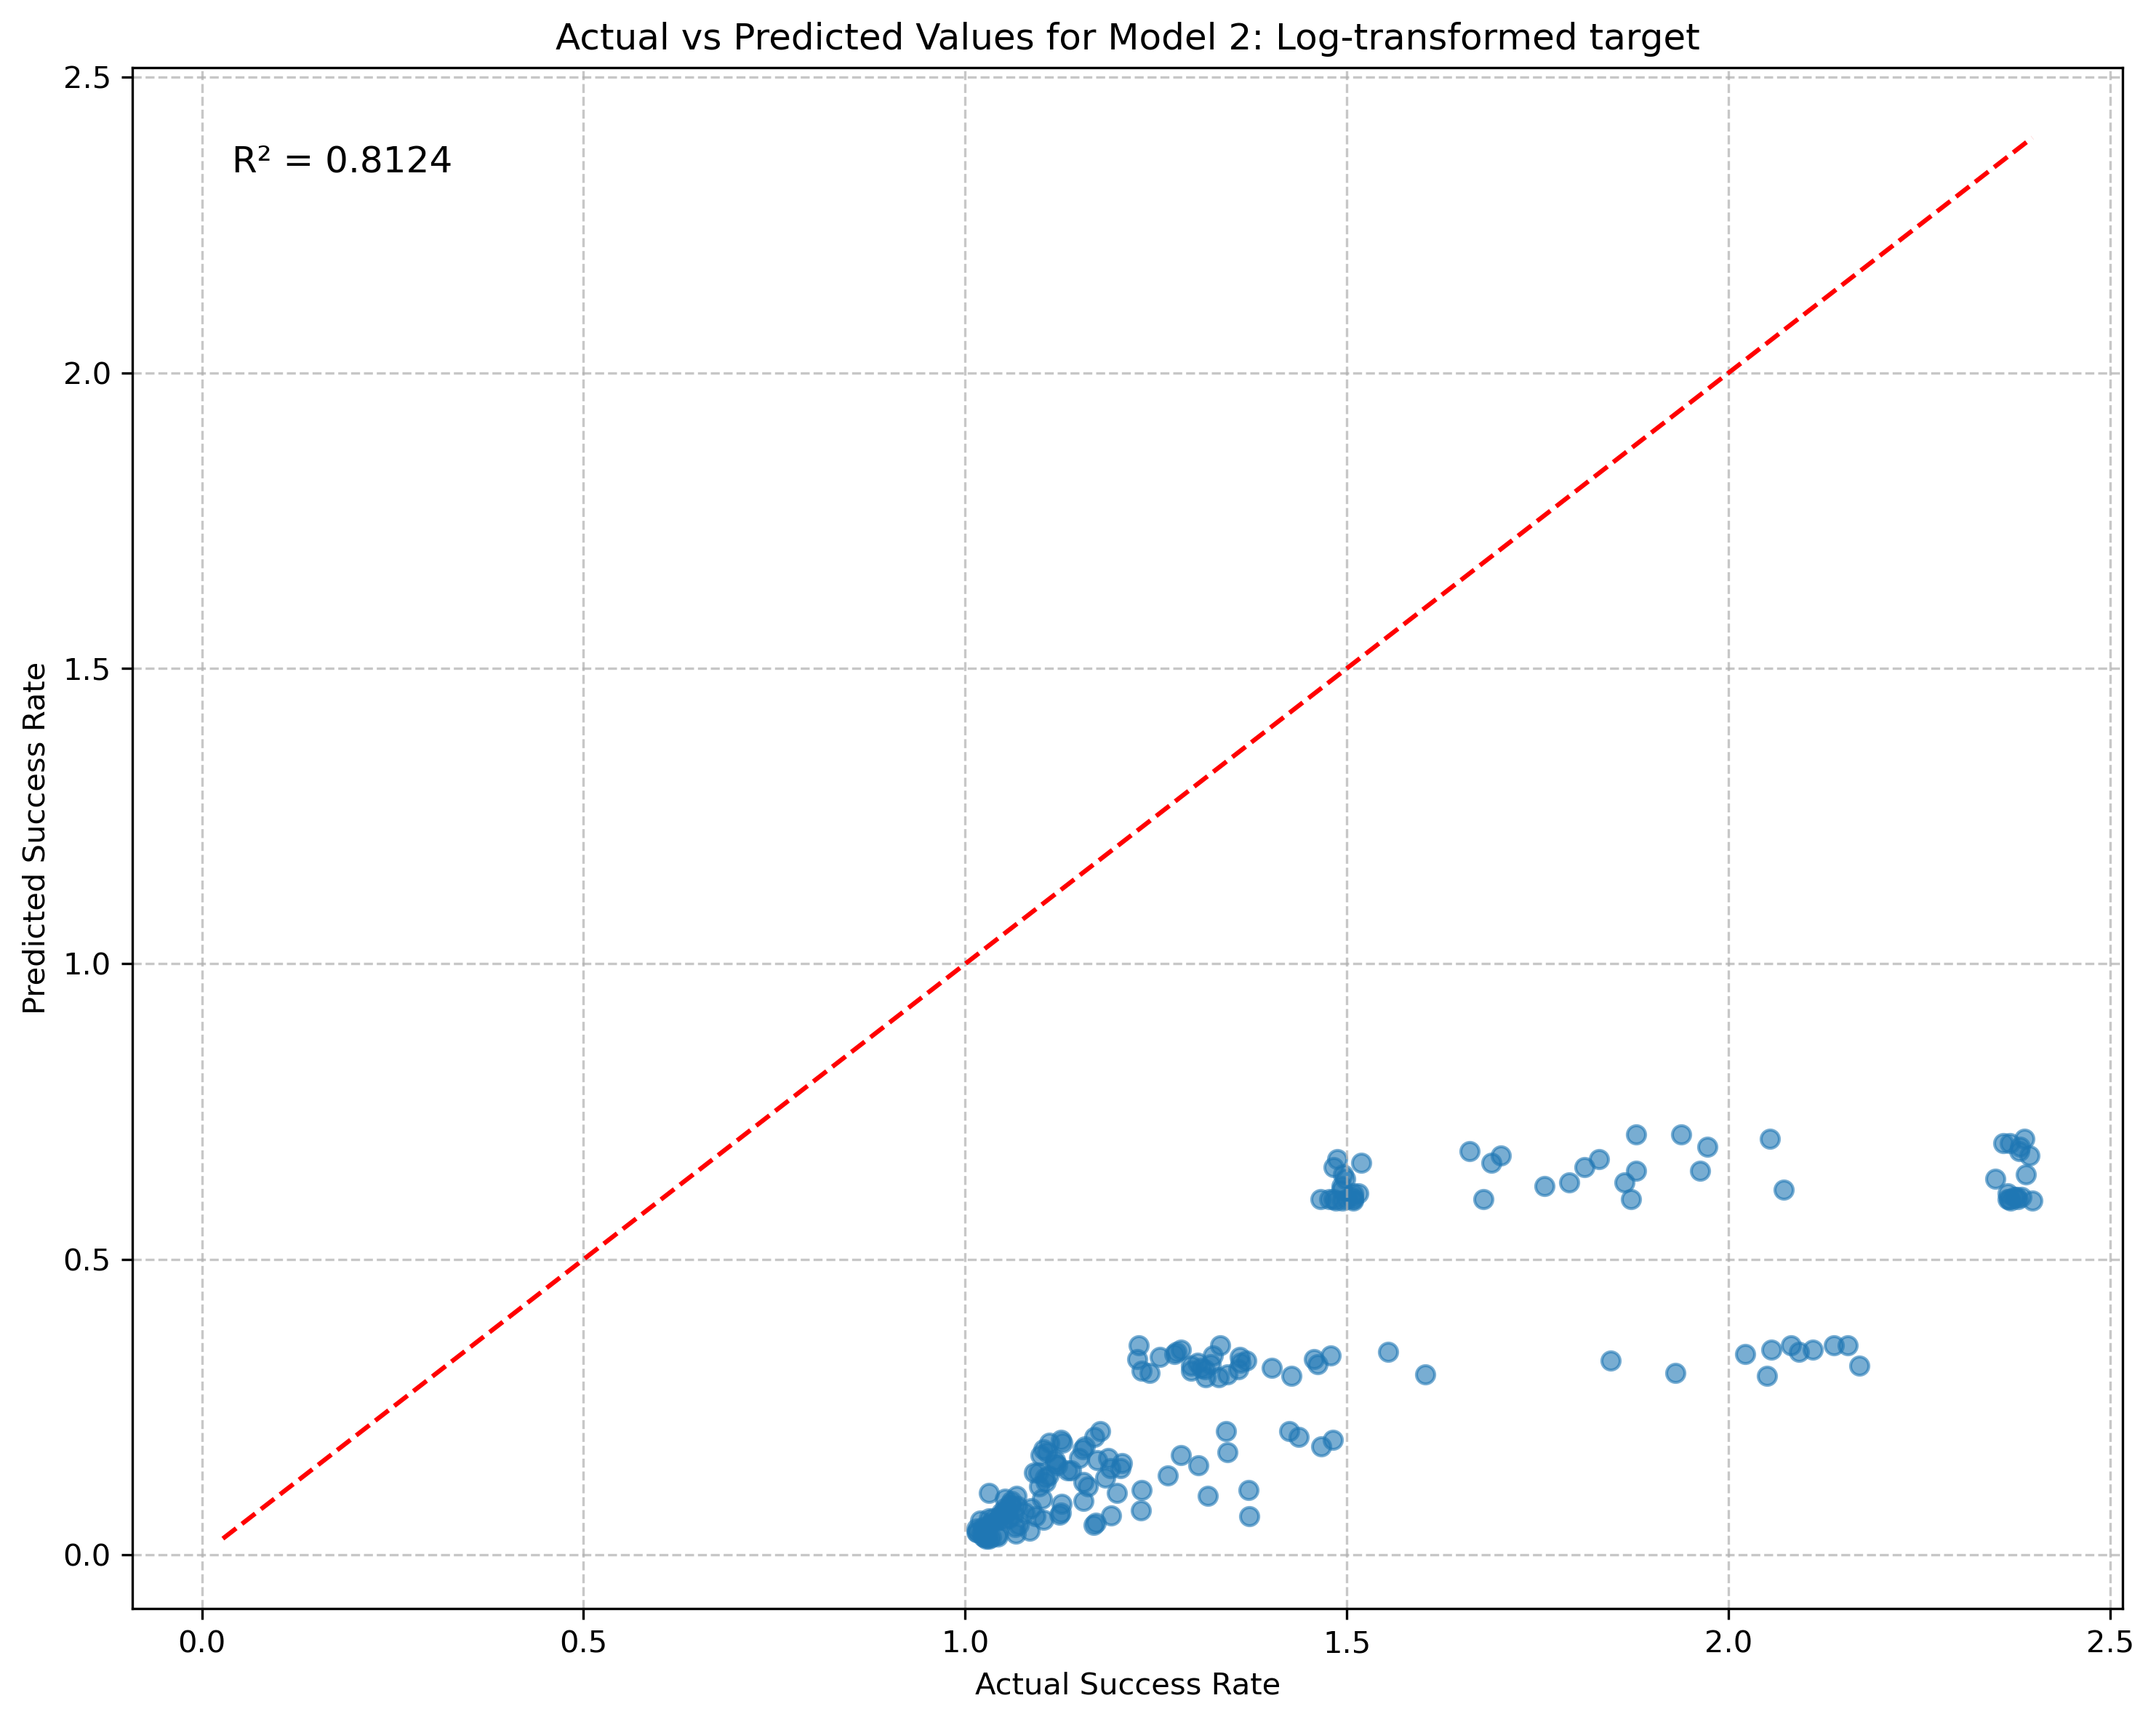 Actual vs Predicted Values for Model 2: Log-transformed target
R² = 0.8124
Predicted Success Rate
2.5
2.0
1.5
1.0
0.5
0.0
0.0 0.5 1.0 1.5 2.0 2.5
Actual Success Rate